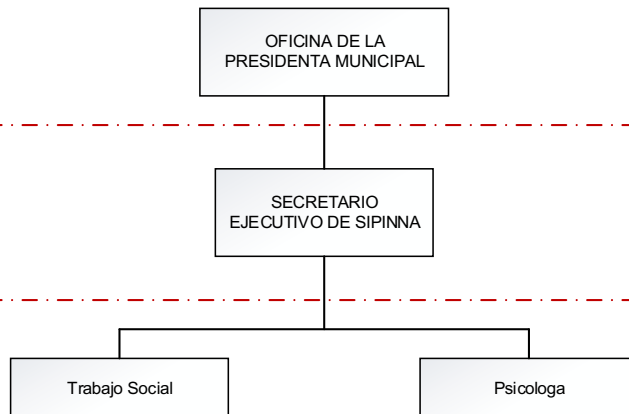 OFICINA DE LA
PRESIDENTA MUNICIPAL
SECRETARIO
EJECUTIVO DE SIPINNA
Trabajo Social
Psicologa